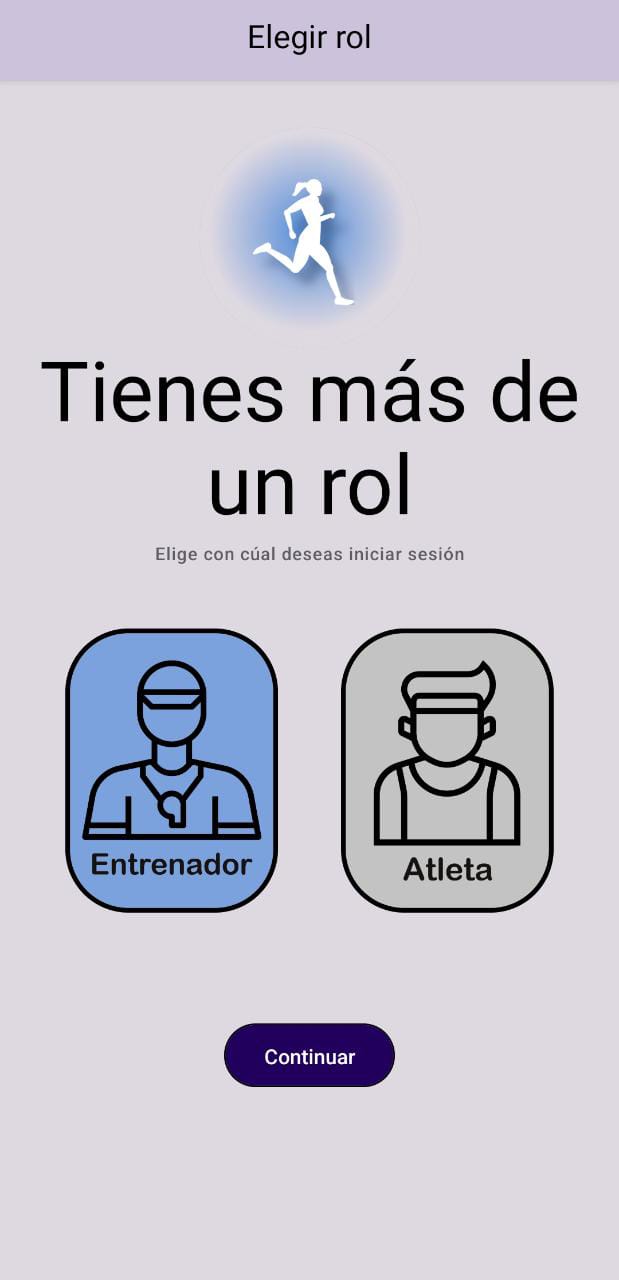 Elegir rol
Tienes más de
un rol
Elige con cúal deseas iniciar sesión
Entrenador
Atleta
Continuar